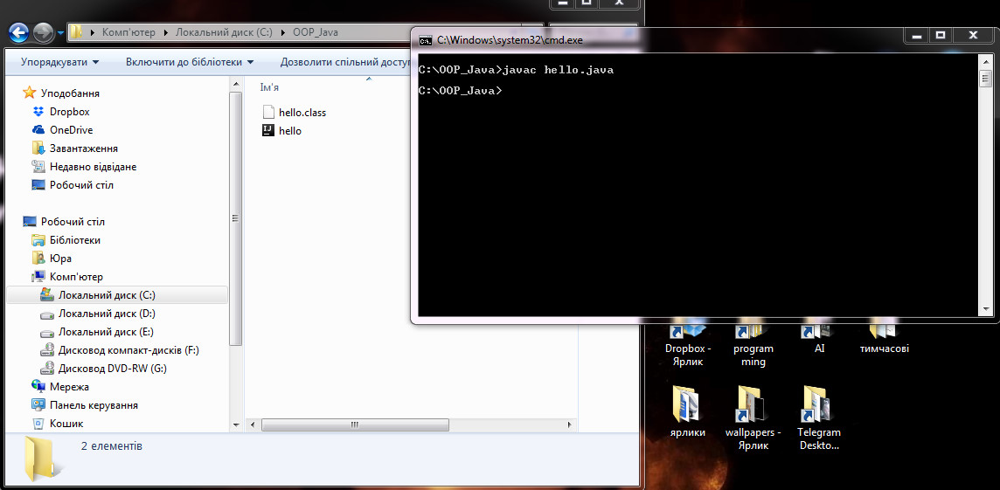 Комп'ютер
Локальний диск (C:)
OOP_Java
Упорядкувати
Включити до бібліотеки
Дозволити спільний доступ
Ім'я
hello.class
hello
Уподобання
Dropbox
OneDrive
Завантаження
Недавно відвідане
Робочий стіл
Робочий стіл
Бібліотеки
Юра
Комп'ютер
Локальний диск (C:)
Локальний диск (D:)
Локальний диск (E:)
Дисковод компакт-дисків (F:)
Дисковод DVD-RW (G:)
Мережа
Панель керування
Кошик
2 елементів
C:\Windows\system32\cmd.exe
C:\OOP_Java>javac hello.java
C:\OOP_Java>
Dropbox -
Ярлик
program
ming
AI
тимчасові
ярлики
wallpapers -
Ярлик
Telegram
Deskto...